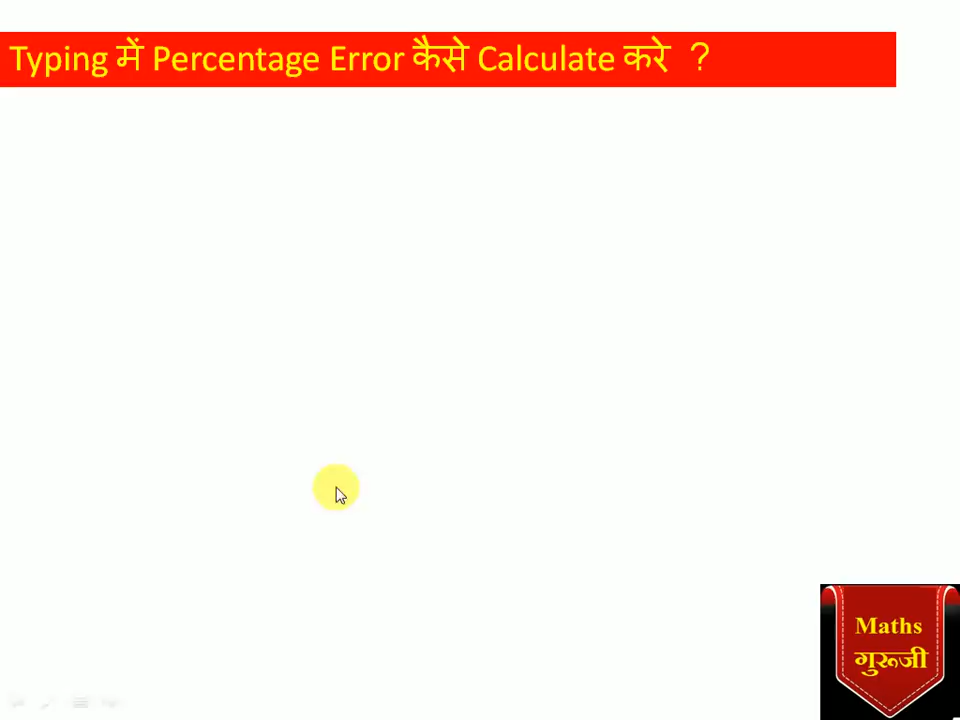 Typing में Percentage Error कैसे Calculate करे ?
Maths
गुरूजी